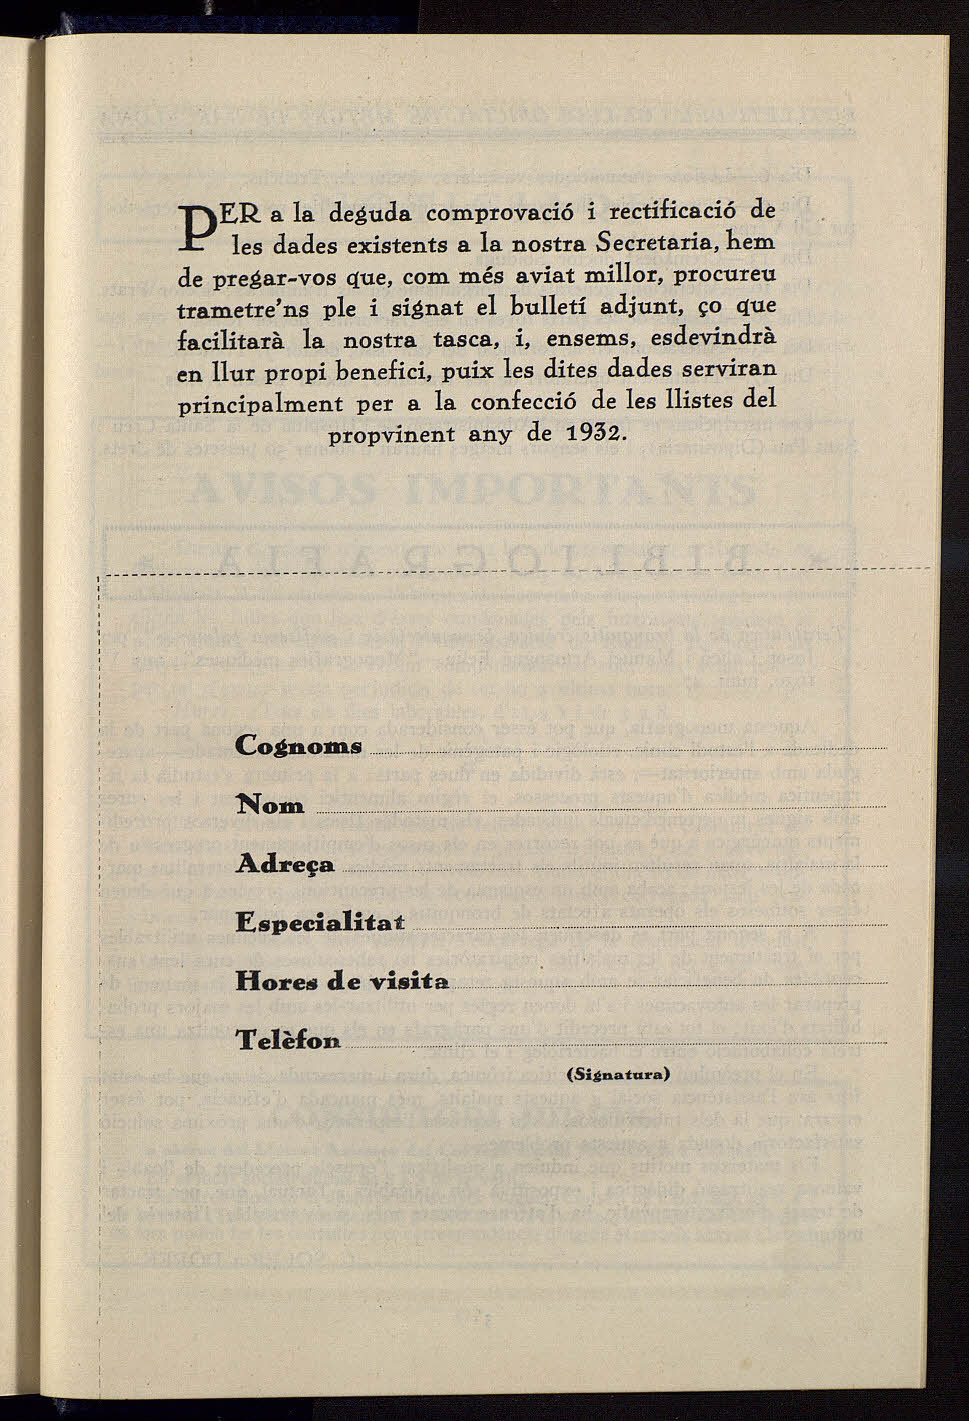 PER a la deguda comprovació i rectificació de
les dades existents a la nostra Secretaria, hem
de pregar-vos que, com més aviat millor, procureu
trametre'ns ple i signat el bulletí adjunt, ço que
facilitarà la nostra tasca, i, ensems, esdevindrà
en llur propi benefici, puix les dites dades serviran
principalment per a la confecció de les llistes del
propvinent any de 1932.
Cognoms
Nom
Adreça
Especialitat
Hores de visita
Telèfon
(Signatura)